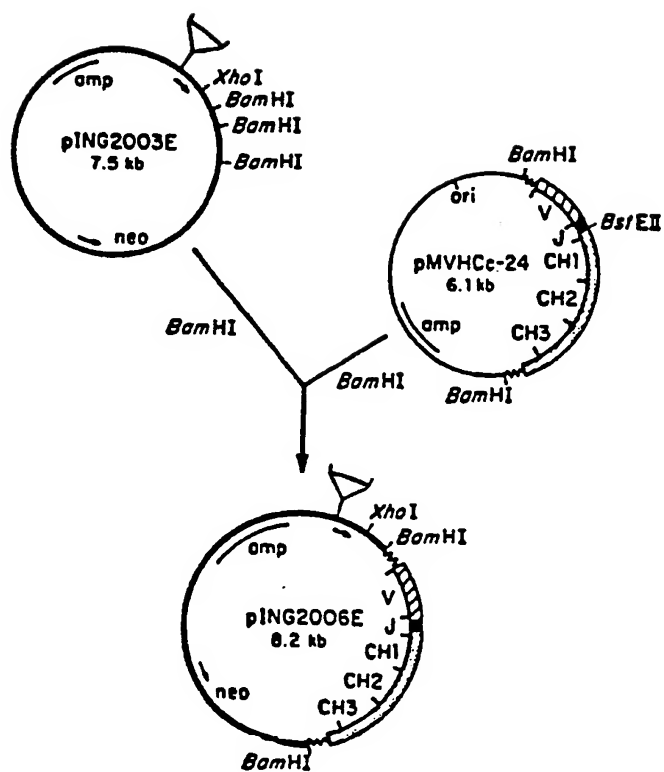 amp
XhoI
BamHI
BamHI
pING2003E
7.5 kb
BamHI
neo
BamHI
ori
V
BstEII
J
pMVHCc-24
6.1 kb
CH1
CH2
amp
CH3
BamHI
BamHI
BamHI
XhoI
BamHI
amp
V
pING2006E
8.2 kb
J
CH1
CH2
neo
CH3
BamHI